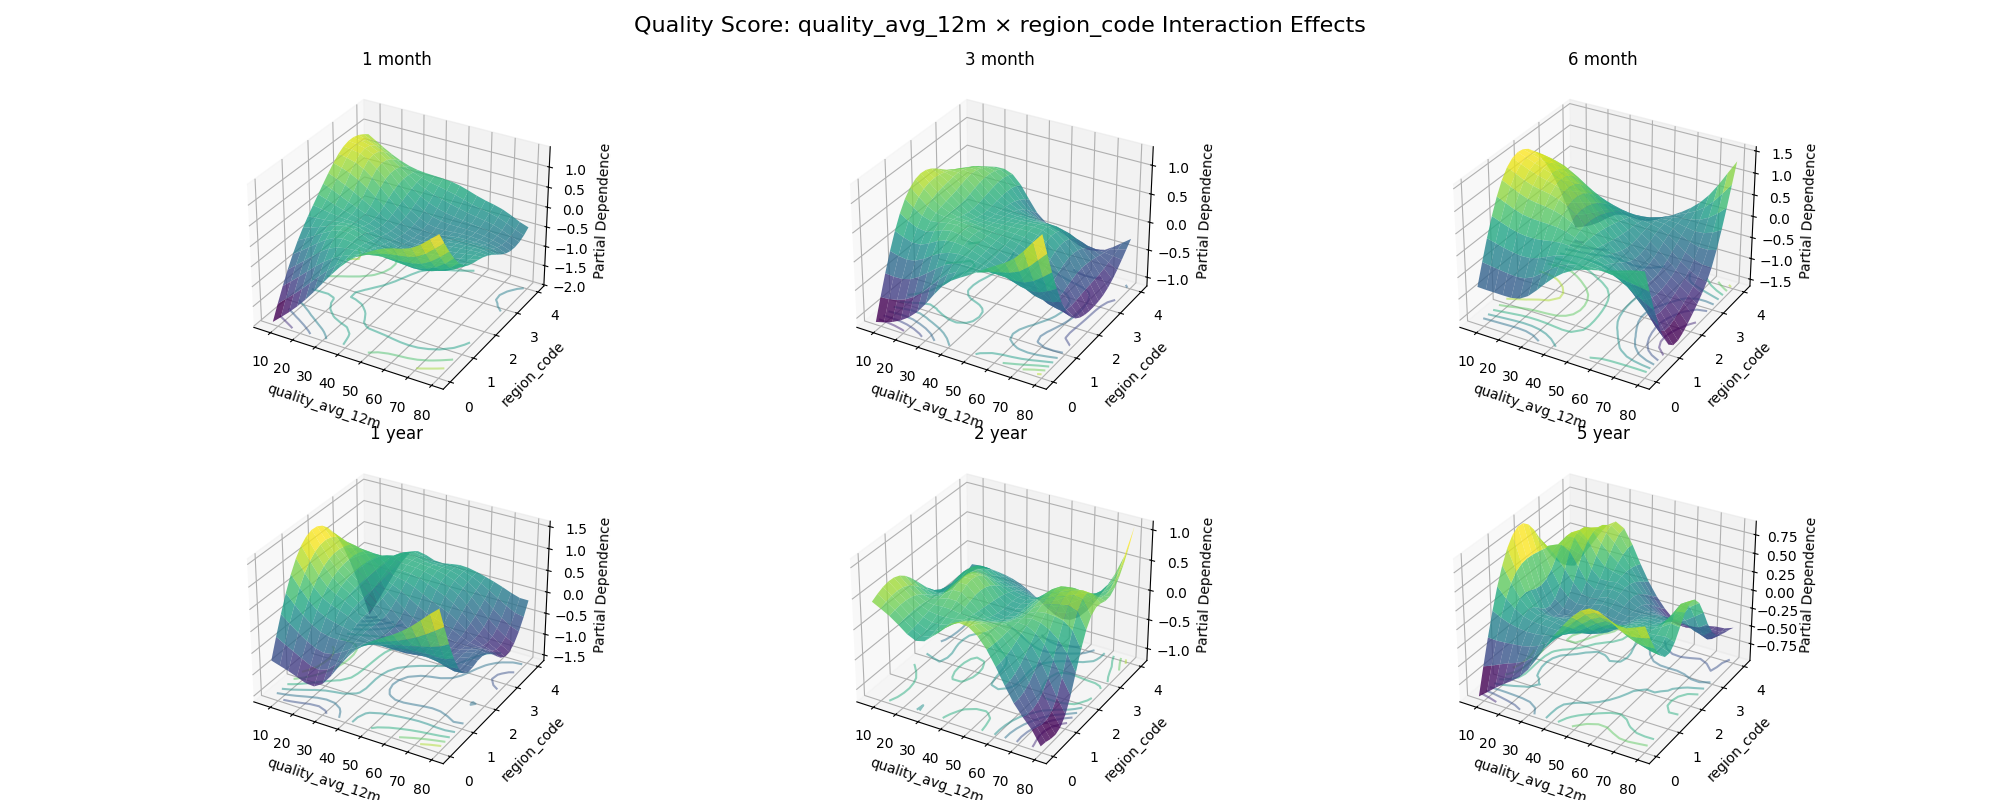 Quality Score: quality_avg_12m × region_code Interaction Effects
1 month
3 month
6 month
1.0
0.5
0.0
−0.5
−1.0
−1.5
−2.0
Partial Dependence
4
3
2
1
0
region_code
10 20 30 40 50 60 70 80
quality_avg_12m
1.0
0.5
0.0
−0.5
−1.0
Partial Dependence
4
3
2
1
0
region_code
10 20 30 40 50 60 70 80
quality_avg_12m
1.5
1.0
0.5
0.0
−0.5
−1.0
−1.5
Partial Dependence
4
3
2
1
0
region_code
10 20 30 40 50 60 70 80
quality_avg_12m
1 year
2 year
5 year
1.5
1.0
0.5
0.0
−0.5
−1.0
−1.5
Partial Dependence
4
3
2
1
0
region_code
10 20 30 40 50 60 70 80
quality_avg_12m
1.0
0.5
0.0
−0.5
−1.0
Partial Dependence
4
3
2
1
0
region_code
10 20 30 40 50 60 70 80
quality_avg_12m
0.75
0.50
0.25
0.00
−0.25
−0.50
−0.75
Partial Dependence
4
3
2
1
0
region_code
10 20 30 40 50 60 70 80
quality_avg_12m